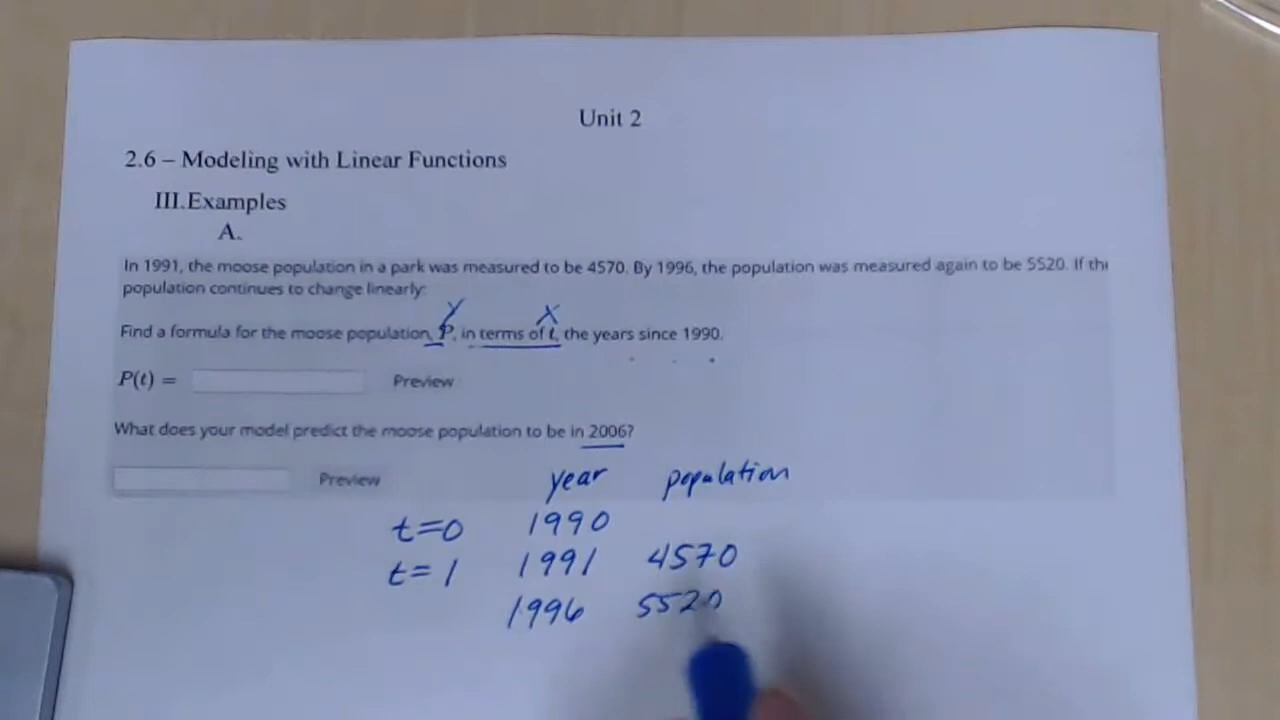 Unit 2
2.6 – Modeling with Linear Functions
III.Examples
A.
In 1991, the moose population in a park was measured to be 4570. By 1996, the population was measured again to be 5520. If the
population continues to change linearly:
Y X
Find a formula for the moose population, P, in terms of t, the years since 1990.
P(t) = Preview
What does your model predict the moose population to be in 2006?
Preview
year population
t=0 1990
t=1 1991 4570
1996 5520